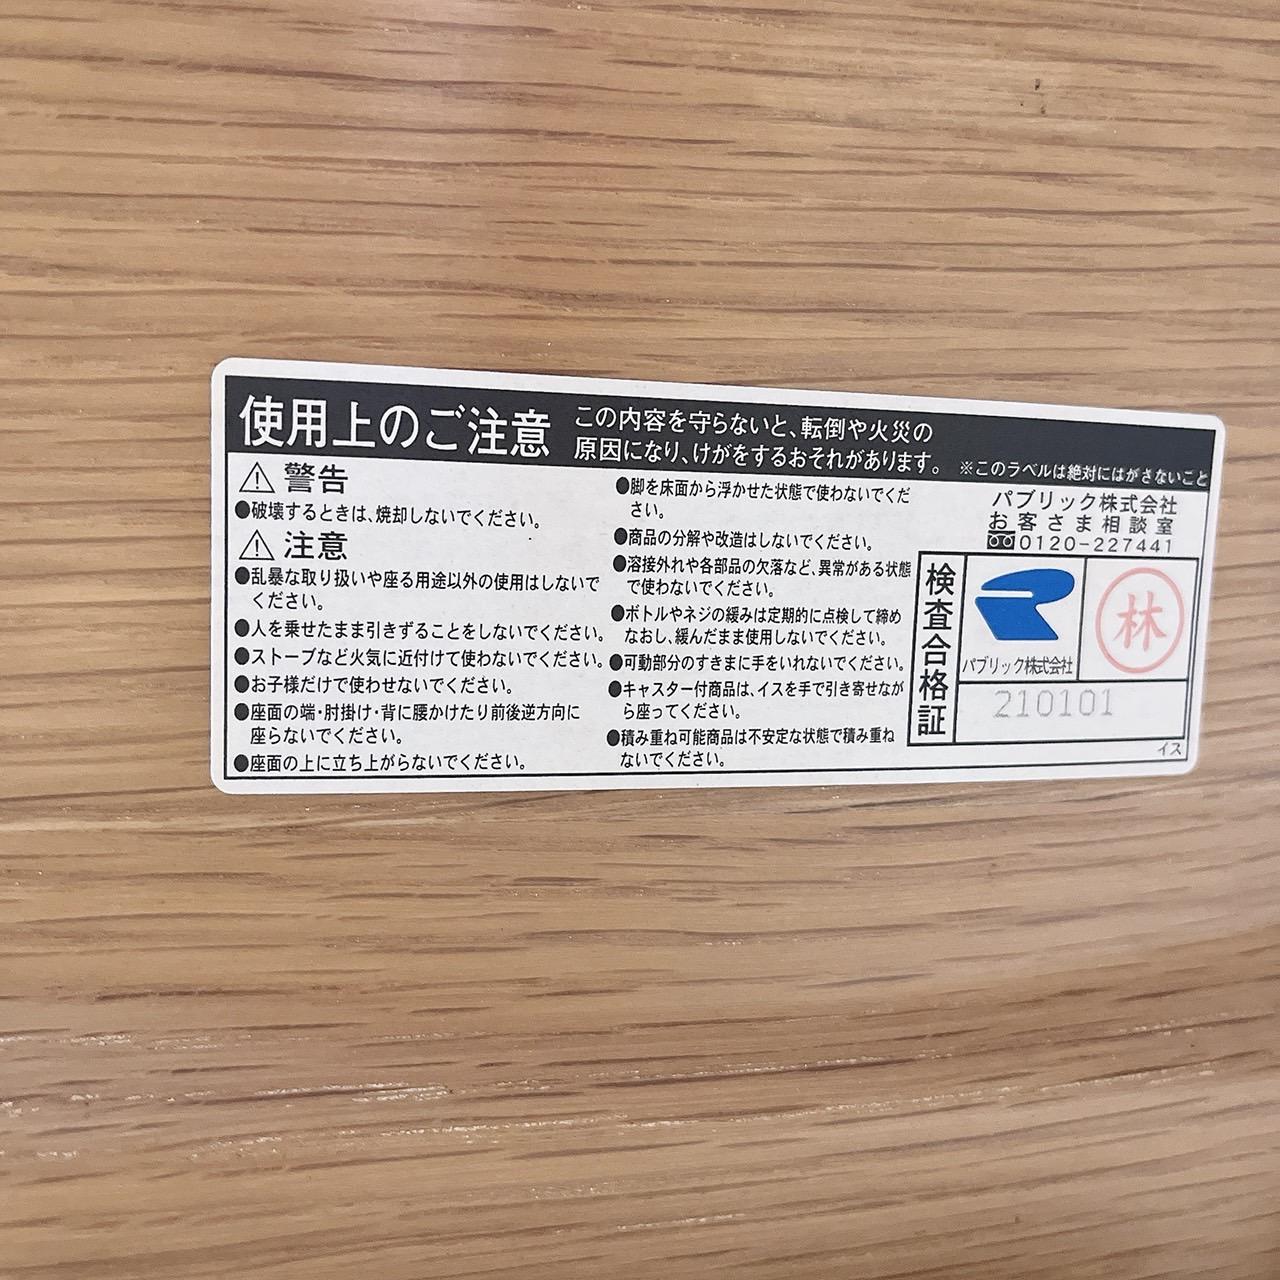 使用上のご注意
この内容を守らないと、転倒や火災の
原因になり、けがをするおそれがあります。
※このラベルは絶対にはがさないこと
⚠警告
●破壊するときは、焼却しないでください。
⚠注意
●乱暴な取り扱いや座る用途以外の使用はしないで
ください。
●人を乗せたまま引きずることをしないでください。
●ストーブなど火気に近付けて使わないでください。
●お子様だけで使わせないでください。
●座面の端・肘掛け・背に腰かけたり前後逆方向に
座らないでください。
●座面の上に立ち上がらないでください。
●脚を床面から浮かせた状態で使わないでくだ
さい。
●商品の分解や改造はしないでください。
●溶接外れや各部品の欠落など、異常がある状態
で使わないでください。
●ボトルやネジの緩みは定期的に点検して締め
なおし、緩んだまま使用しないでください。
●可動部分のすきまに手をいれないでください。
●キャスター付商品は、イスを手で引き寄せなが
ら座ってください。
●積み重ね可能商品は不安定な状態で積み重ね
ないでください。
パブリック株式会社
お客さま相談室
0120-227441
検査合格証
パブリック株式会社
林
210101
イス